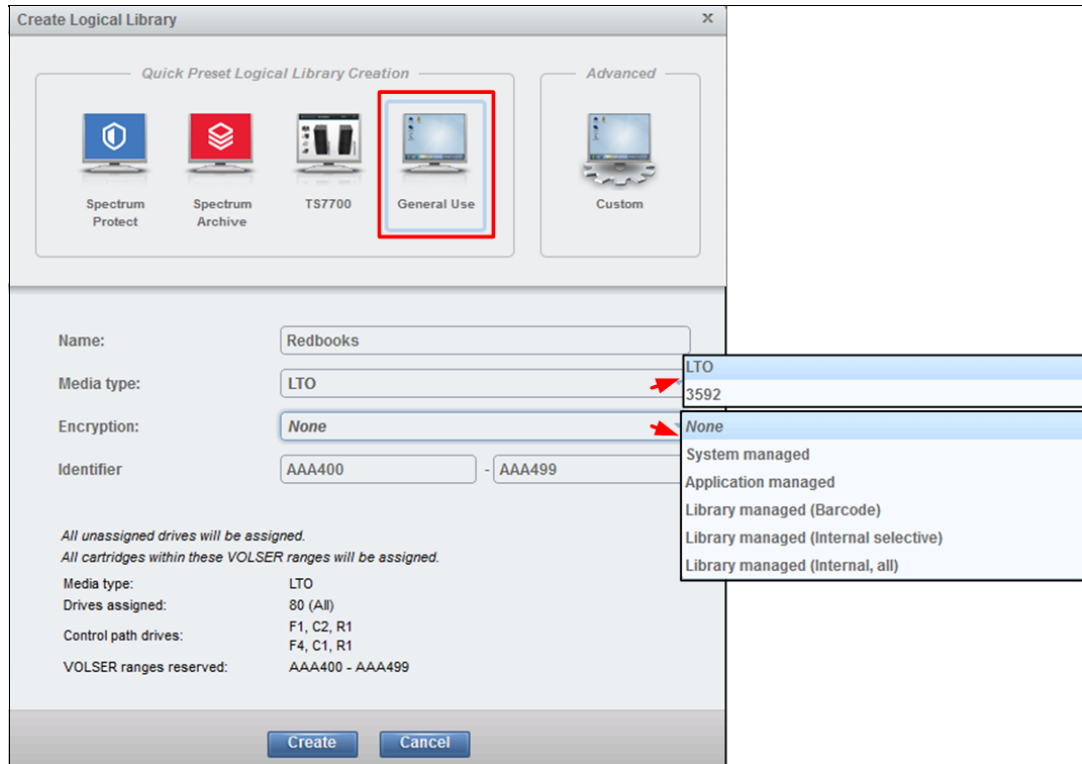 Create Logical Library x
Quick Preset Logical Library Creation
Advanced
Spectrum Protect
Spectrum Archive
TS7700
General Use
Custom
Name: Redbooks
Media type: LTO
LTO
3592
Encryption: None
None
System managed
Application managed
Library managed (Barcode)
Library managed (Internal selective)
Library managed (Internal, all)
Identifier AAA400 - AAA499
All unassigned drives will be assigned.
All cartridges within these VOLSER ranges will be assigned.
Media type: LTO
Drives assigned: 80 (All)
Control path drives: F1, C2, R1
F4, C1, R1
VOLSER ranges reserved: AAA400 - AAA499
Create Cancel